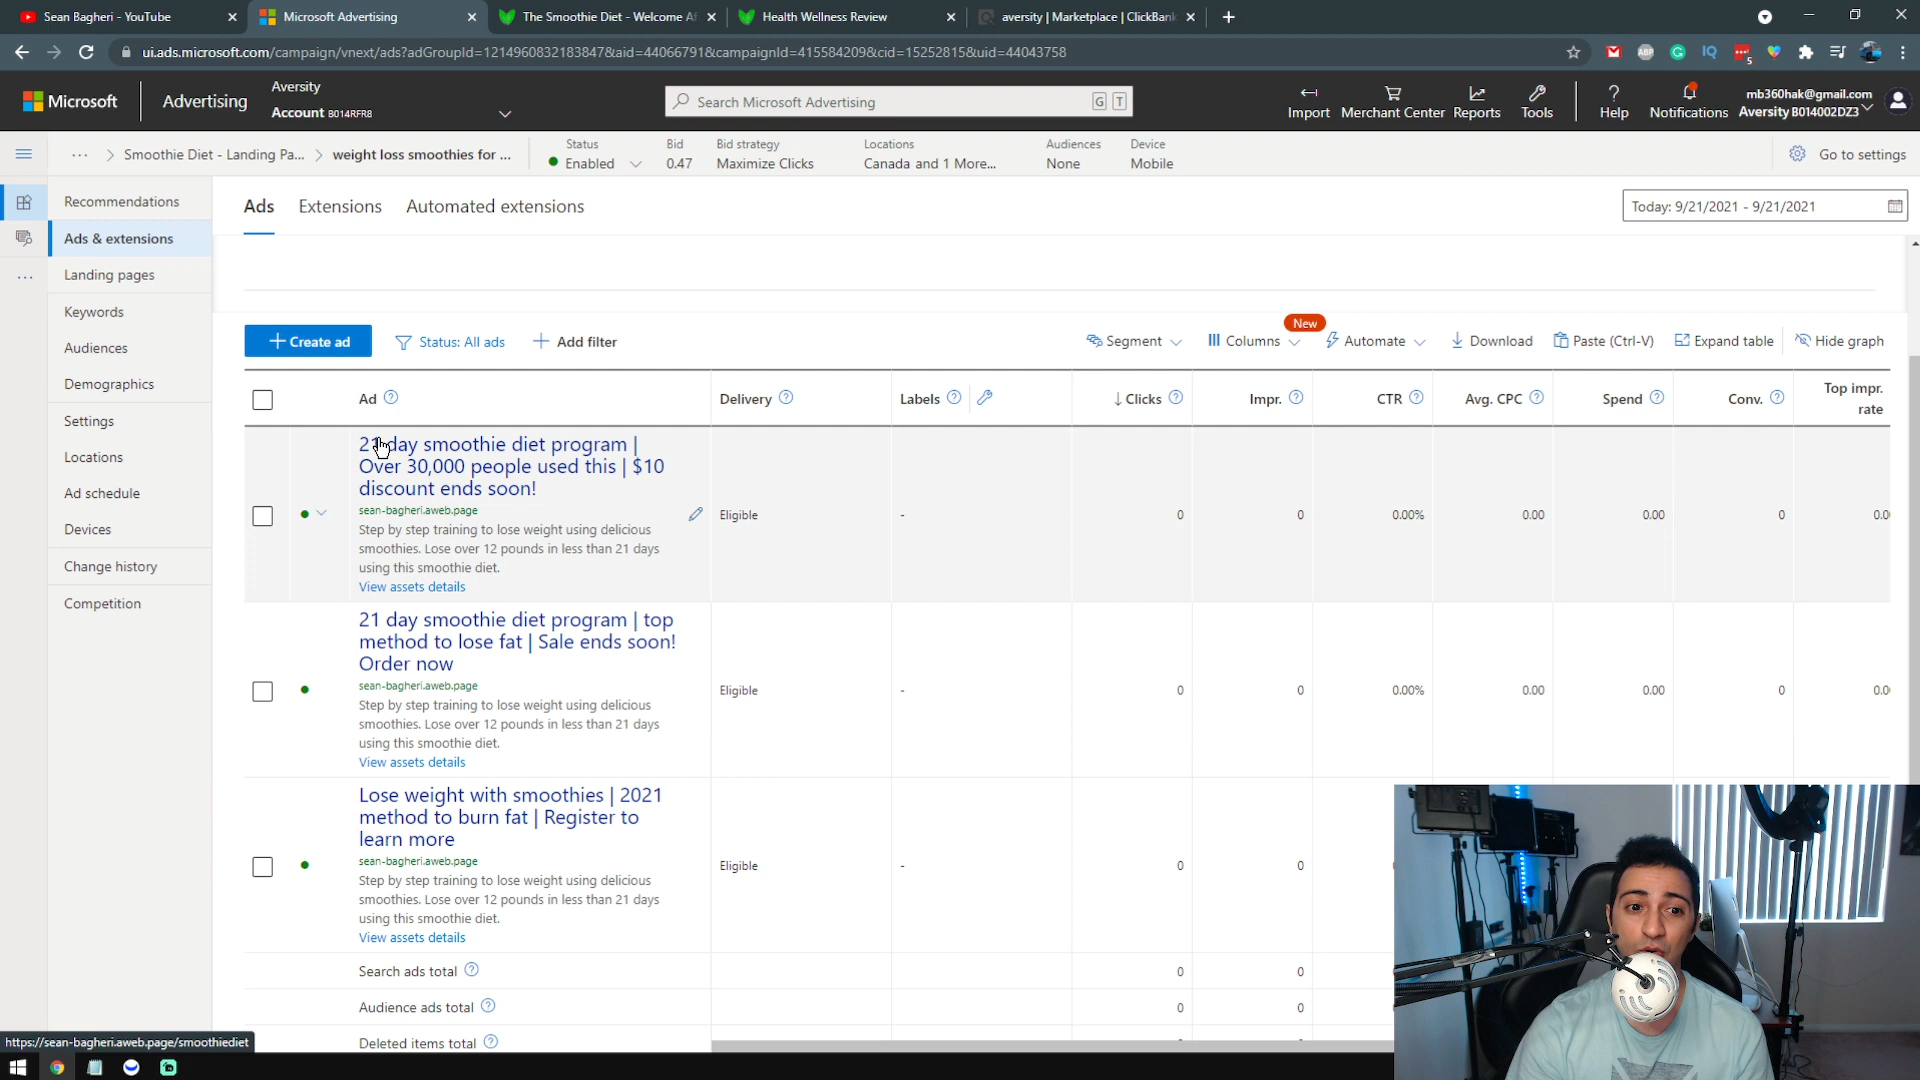 Sean Bagheri - YouTube
Microsoft Advertising
The Smoothie Diet - Welcome Af
Health Wellness Review
aversity | Marketplace | ClickBank
ui.ads.microsoft.com/campaign/vnext/ads?adGroupId=1214960832183847&aid=44066791&campaignId=415584209&cid=15252815&uid=44043758
Microsoft
Advertising
Aversity
Account B014RFR8
Search Microsoft Advertising
G T
Import
Merchant Center
Reports
Tools
Help
Notifications
mb360hak@gmail.com
Aversity B014002DZ3
... > Smoothie Diet - Landing Pa... > weight loss smoothies for ...
Status
Enabled
Bid
0.47
Bid strategy
Maximize Clicks
Locations
Canada and 1 More...
Audiences
None
Device
Mobile
Go to settings
Recommendations
Ads & extensions
Landing pages
Keywords
Audiences
Demographics
Settings
Locations
Ad schedule
Devices
Change history
Competition
Ads
Extensions
Automated extensions
Today: 9/21/2021 - 9/21/2021
+ Create ad
Status: All ads
+ Add filter
Segment
Columns
New
Automate
Download
Paste (Ctrl-V)
Expand table
Hide graph
Ad
Delivery
Labels
↓ Clicks
Impr.
CTR
Avg. CPC
Spend
Conv.
Top impr.
rate
21 day smoothie diet program |
Over 30,000 people used this | $10
discount ends soon!
sean-bagheri.aweb.page
Step by step training to lose weight using delicious
smoothies. Lose over 12 pounds in less than 21 days
using this smoothie diet.
View assets details
Eligible
-
0
0
0.00%
0.00
0.00
0
0.0
21 day smoothie diet program | top
method to lose fat | Sale ends soon!
Order now
sean-bagheri.aweb.page
Step by step training to lose weight using delicious
smoothies. Lose over 12 pounds in less than 21 days
using this smoothie diet.
View assets details
Eligible
-
0
0
0.00%
0.00
0.00
0
0.0
Lose weight with smoothies | 2021
method to burn fat | Register to
learn more
sean-bagheri.aweb.page
Step by step training to lose weight using delicious
smoothies. Lose over 12 pounds in less than 21 days
using this smoothie diet.
View assets details
Eligible
-
0
0
Search ads total
0
0
Audience ads total
0
0
Deleted items total
https://sean-bagheri.aweb.page/smoothiediet